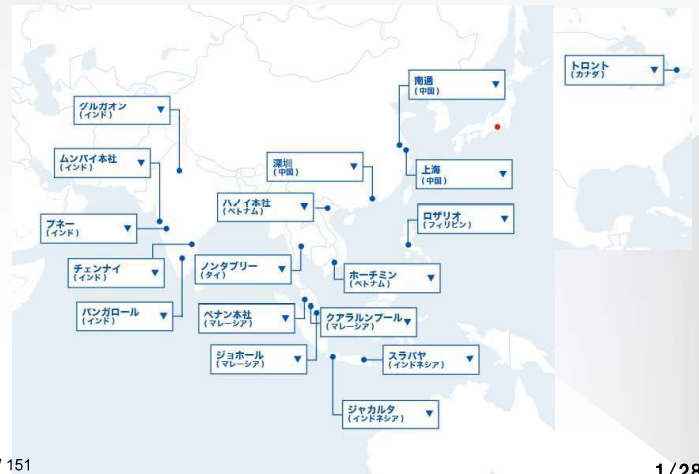 南通
(中国)
トロント
(カナダ)
グルガオン
(インド)
ムンバイ本社
(インド)
深圳
(中国)
上海
(中国)
ハノイ本社
(ベトナム)
プネー
(インド)
ロザリオ
(フィリピン)
チェンナイ
(インド)
ノンタブリー
(タイ)
ホーチミン
(ベトナム)
バンガロール
(インド)
ペナン本社
(マレーシア)
クアラルンプール
(マレーシア)
ジョホール
(マレーシア)
スラバヤ
(インドネシア)
ジャカルタ
(インドネシア)
/ 151
1/28